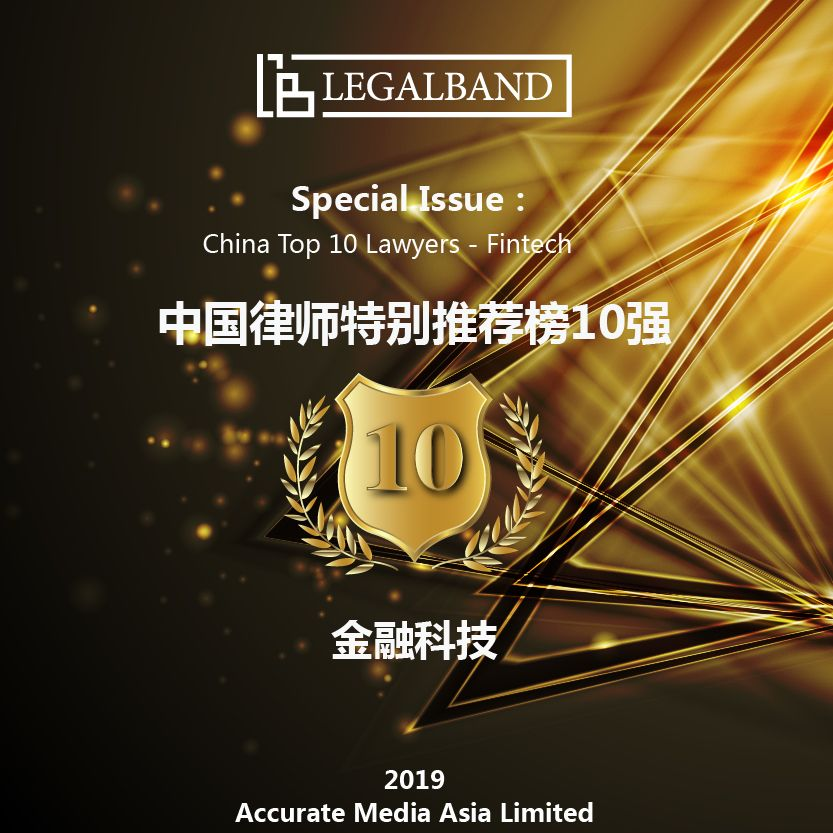 LEGALBAND
Special Issue :
China Top 10 Lawyers - Fintech
中国律师特别推荐榜10强
10
金融科技
2019
Accurate Media Asia Limited